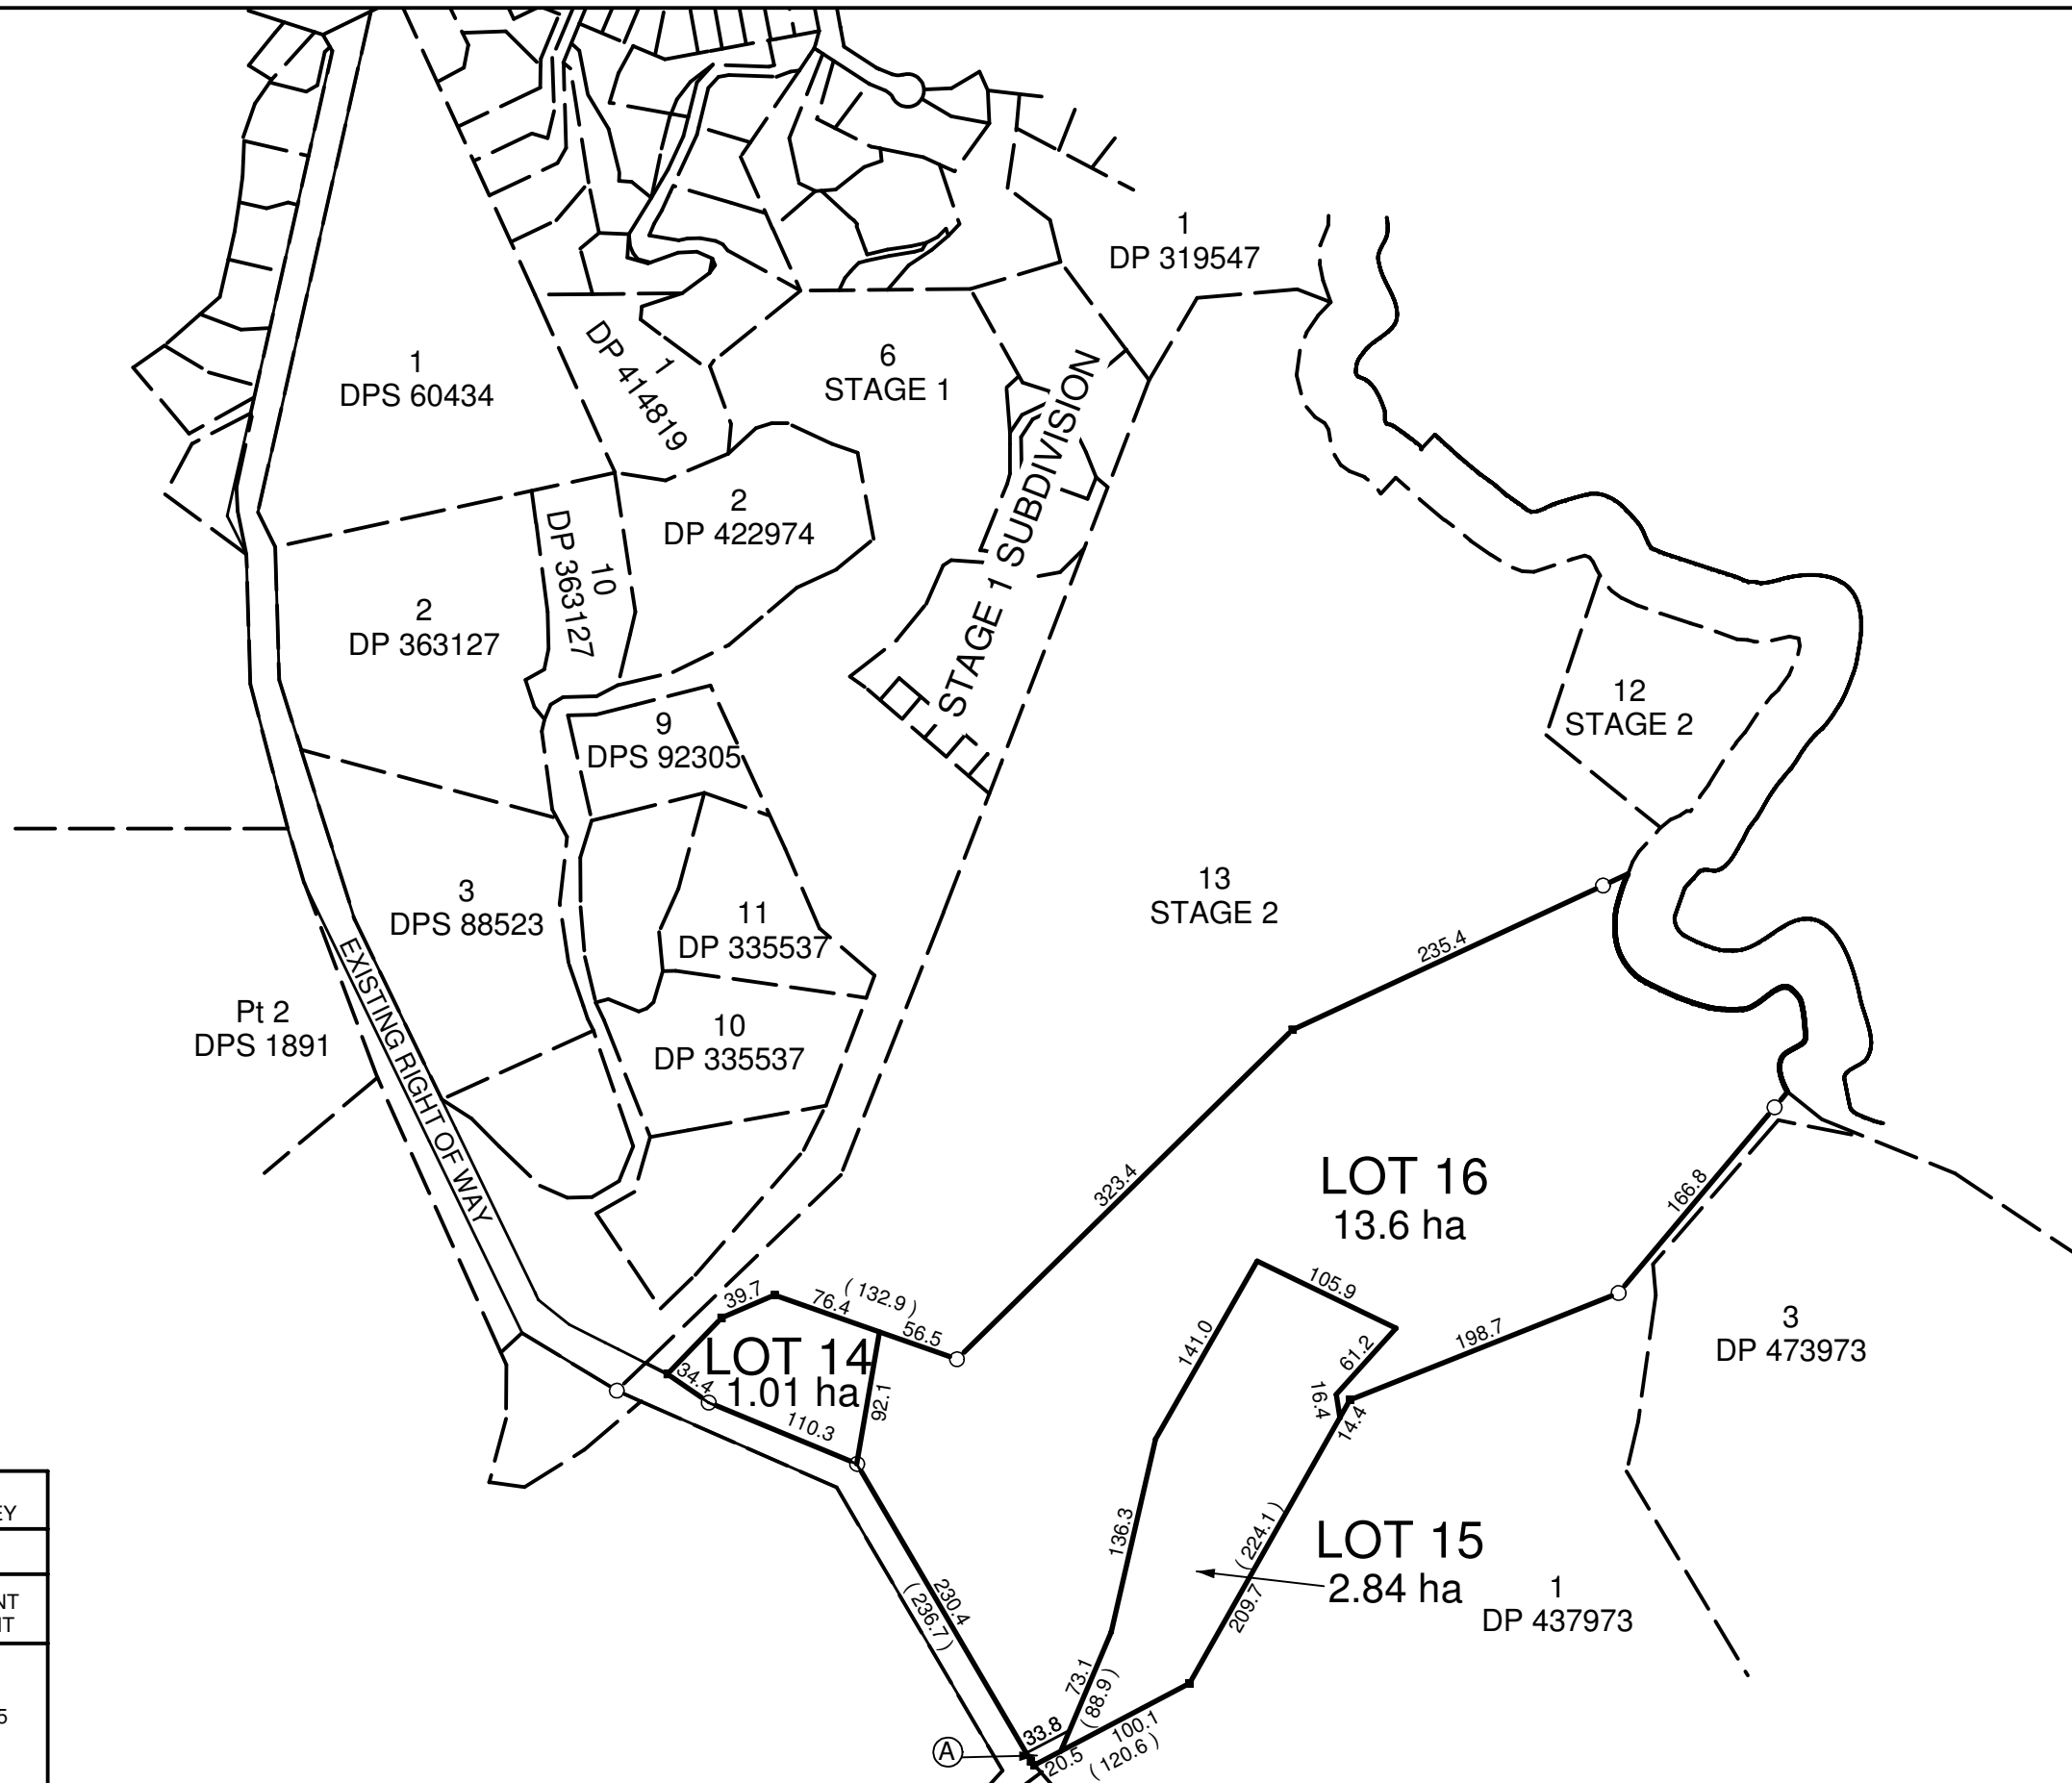 1
DP 319547
1
DPS 60434
1
DP 414819
6
STAGE 1
STAGE 1 SUBDIVISION
2
DP 422974
10
DP 363127
2
DP 363127
12
STAGE 2
9
DPS 92305
13
STAGE 2
3
DPS 88523
11
DP 335537
235.4
EXISTING RIGHT OF WAY
Pt 2
DPS 1891
10
DP 335537
323.4
LOT 16
13.6 ha
166.8
39.7
76.4
( 132.9 )
56.5
105.9
141.0
61.2
198.7
3
DP 473973
LOT 14
1.01 ha
34.4
110.3
92.1
16.4
14.4
136.3
( 224.1 )
209.7
LOT 15
2.84 ha
1
DP 437973
230.4
( 236.7 )
73.1
( 88.9 )
33.8
100.1
20.5
( 120.6 )
A
EY
NT
IT
5